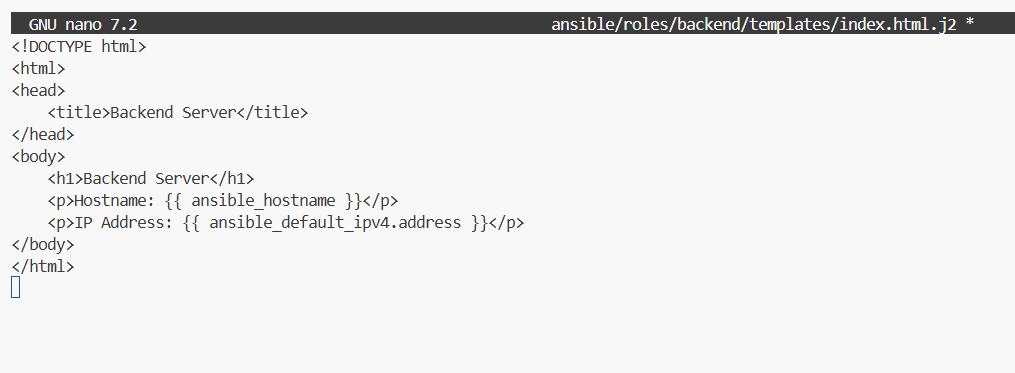 GNU nano 7.2 ansible/roles/backend/templates/index.html.j2 *
<!DOCTYPE html>
<html>
<head>
    <title>Backend Server</title>
</head>
<body>
    <h1>Backend Server</h1>
    <p>Hostname: {{ ansible_hostname }}</p>
    <p>IP Address: {{ ansible_default_ipv4.address }}</p>
</body>
</html>